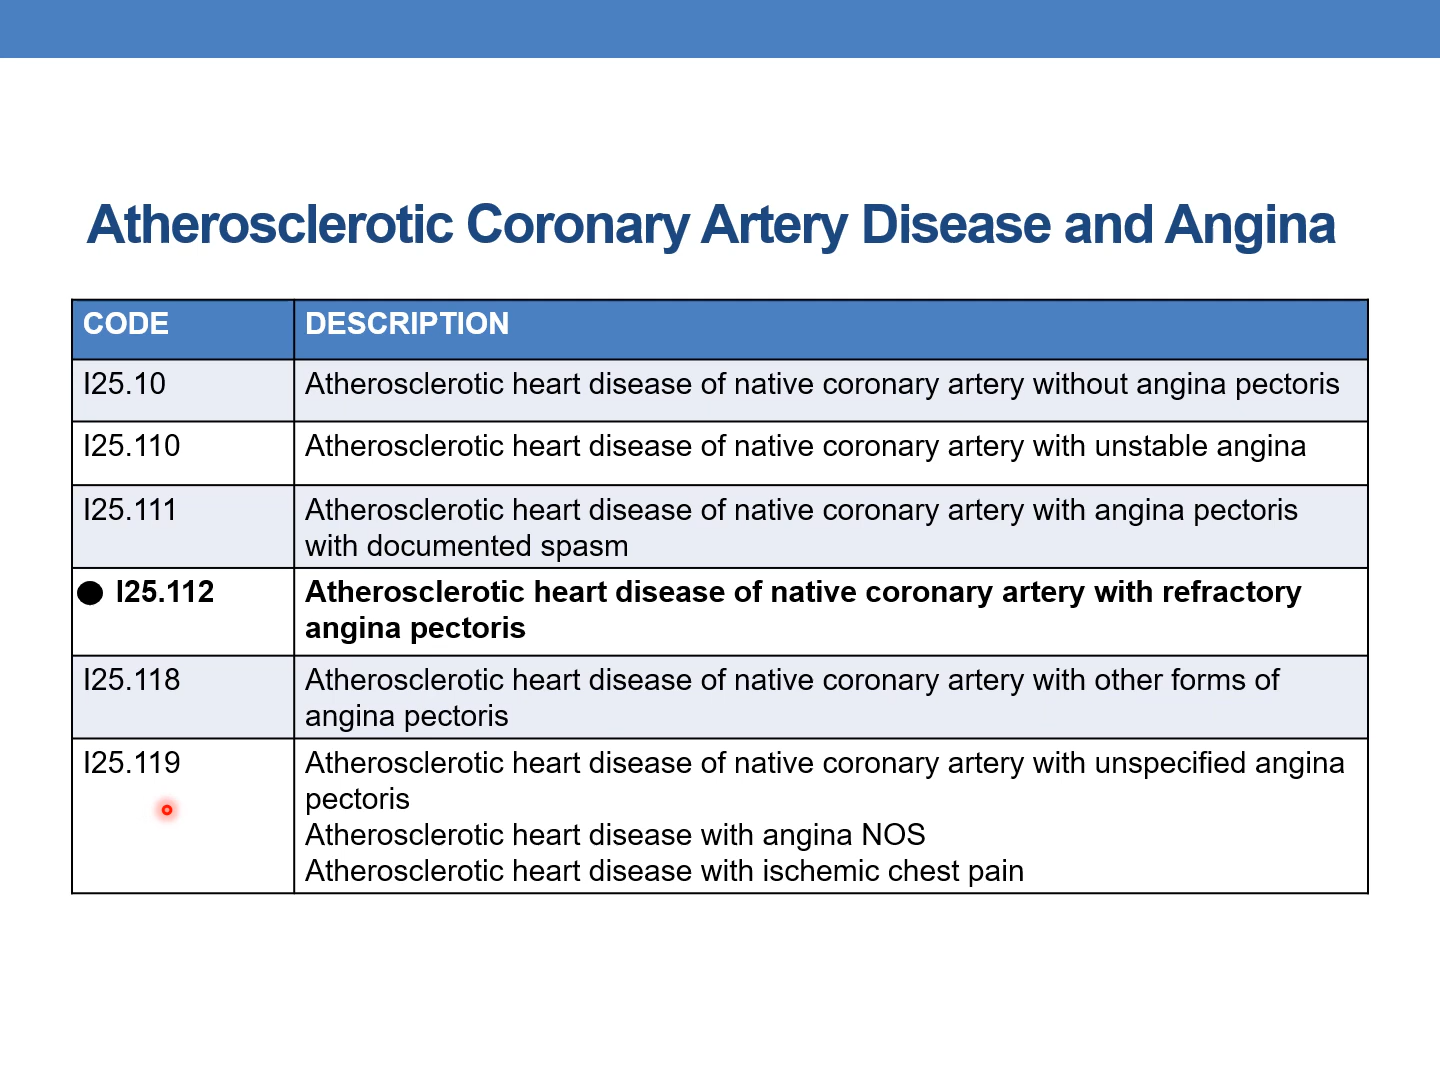 Atherosclerotic Coronary Artery Disease and Angina
CODE DESCRIPTION
I25.10 Atherosclerotic heart disease of native coronary artery without angina pectoris
I25.110 Atherosclerotic heart disease of native coronary artery with unstable angina
I25.111 Atherosclerotic heart disease of native coronary artery with angina pectoris
with documented spasm
● I25.112 Atherosclerotic heart disease of native coronary artery with refractory
angina pectoris
I25.118 Atherosclerotic heart disease of native coronary artery with other forms of
angina pectoris
I25.119 Atherosclerotic heart disease of native coronary artery with unspecified angina
pectoris
Atherosclerotic heart disease with angina NOS
Atherosclerotic heart disease with ischemic chest pain